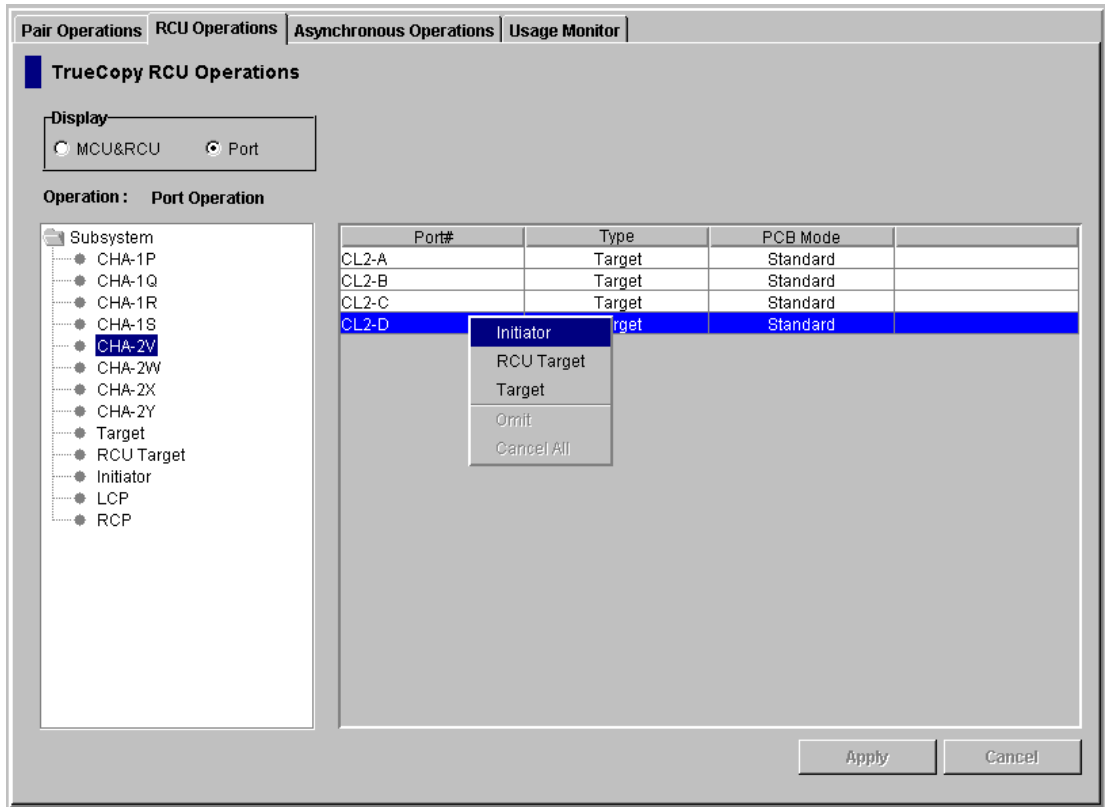 Pair Operations RCU Operations Asynchronous Operations Usage Monitor
TrueCopy RCU Operations
Display
MCU&RCU Port
Operation : Port Operation
Subsystem
CHA-1P
CHA-1Q
CHA-1R
CHA-1S
CHA-2V
CHA-2W
CHA-2X
CHA-2Y
Target
RCU Target
Initiator
LCP
RCP
Port# Type PCB Mode
CL2-A Target Standard
CL2-B Target Standard
CL2-C Target Standard
CL2-D rget Standard
Initiator
RCU Target
Target
Omit
Cancel All
Apply Cancel